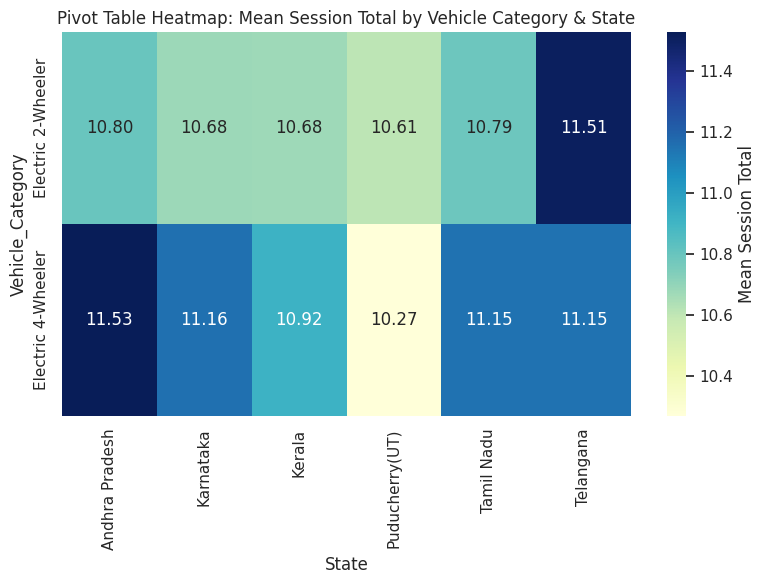 Pivot Table Heatmap: Mean Session Total by Vehicle Category & State
Vehicle_Category
Electric 2-Wheeler
10.80 10.68 10.68 10.61 10.79 11.51
Electric 4-Wheeler
11.53 11.16 10.92 10.27 11.15 11.15
Andhra Pradesh
Karnataka
Kerala
Puducherry(UT)
Tamil Nadu
Telangana
State
11.4
11.2
11.0
10.8
10.6
10.4
Mean Session Total